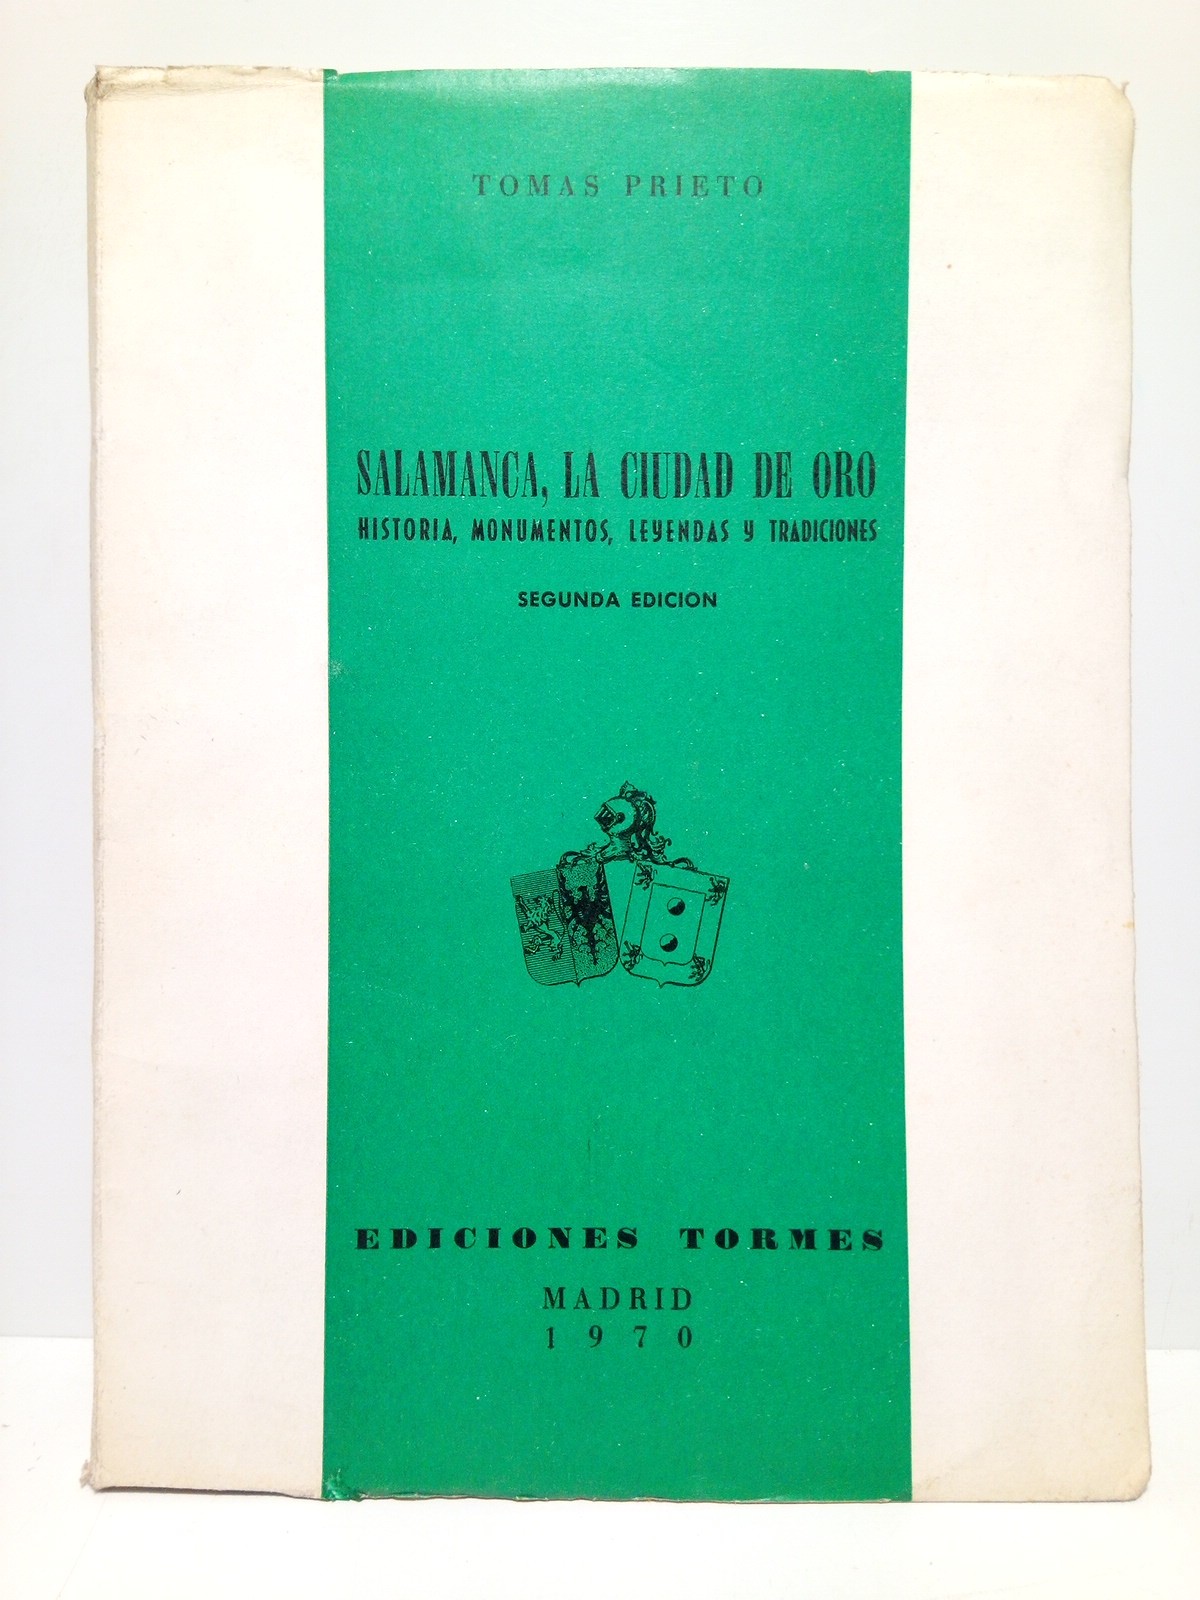 TOMAS PRIETO
SALAMANCA, LA CIUDAD DE ORO
HISTORIA, MONUMENTOS, LEYENDAS Y TRADICIONES
SEGUNDA EDICION
EDICIONES TORMES
MADRID
1970